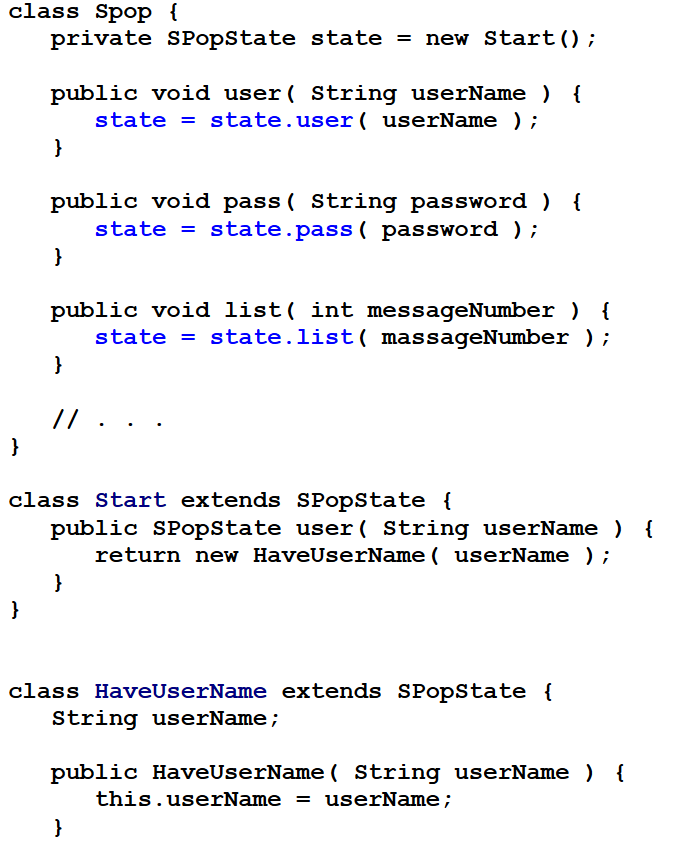 class Spop {
   private SPopState state = new Start();

   public void user( String userName ) {
      state = state.user( userName );
   }

   public void pass( String password ) {
      state = state.pass( password );
   }

   public void list( int messageNumber ) {
      state = state.list( massageNumber );
   }

   // . . .
}

class Start extends SPopState {
   public SPopState user( String userName ) {
      return new HaveUserName( userName );
   }
}

class HaveUserName extends SPopState {
   String userName;

   public HaveUserName( String userName ) {
      this.userName = userName;
   }